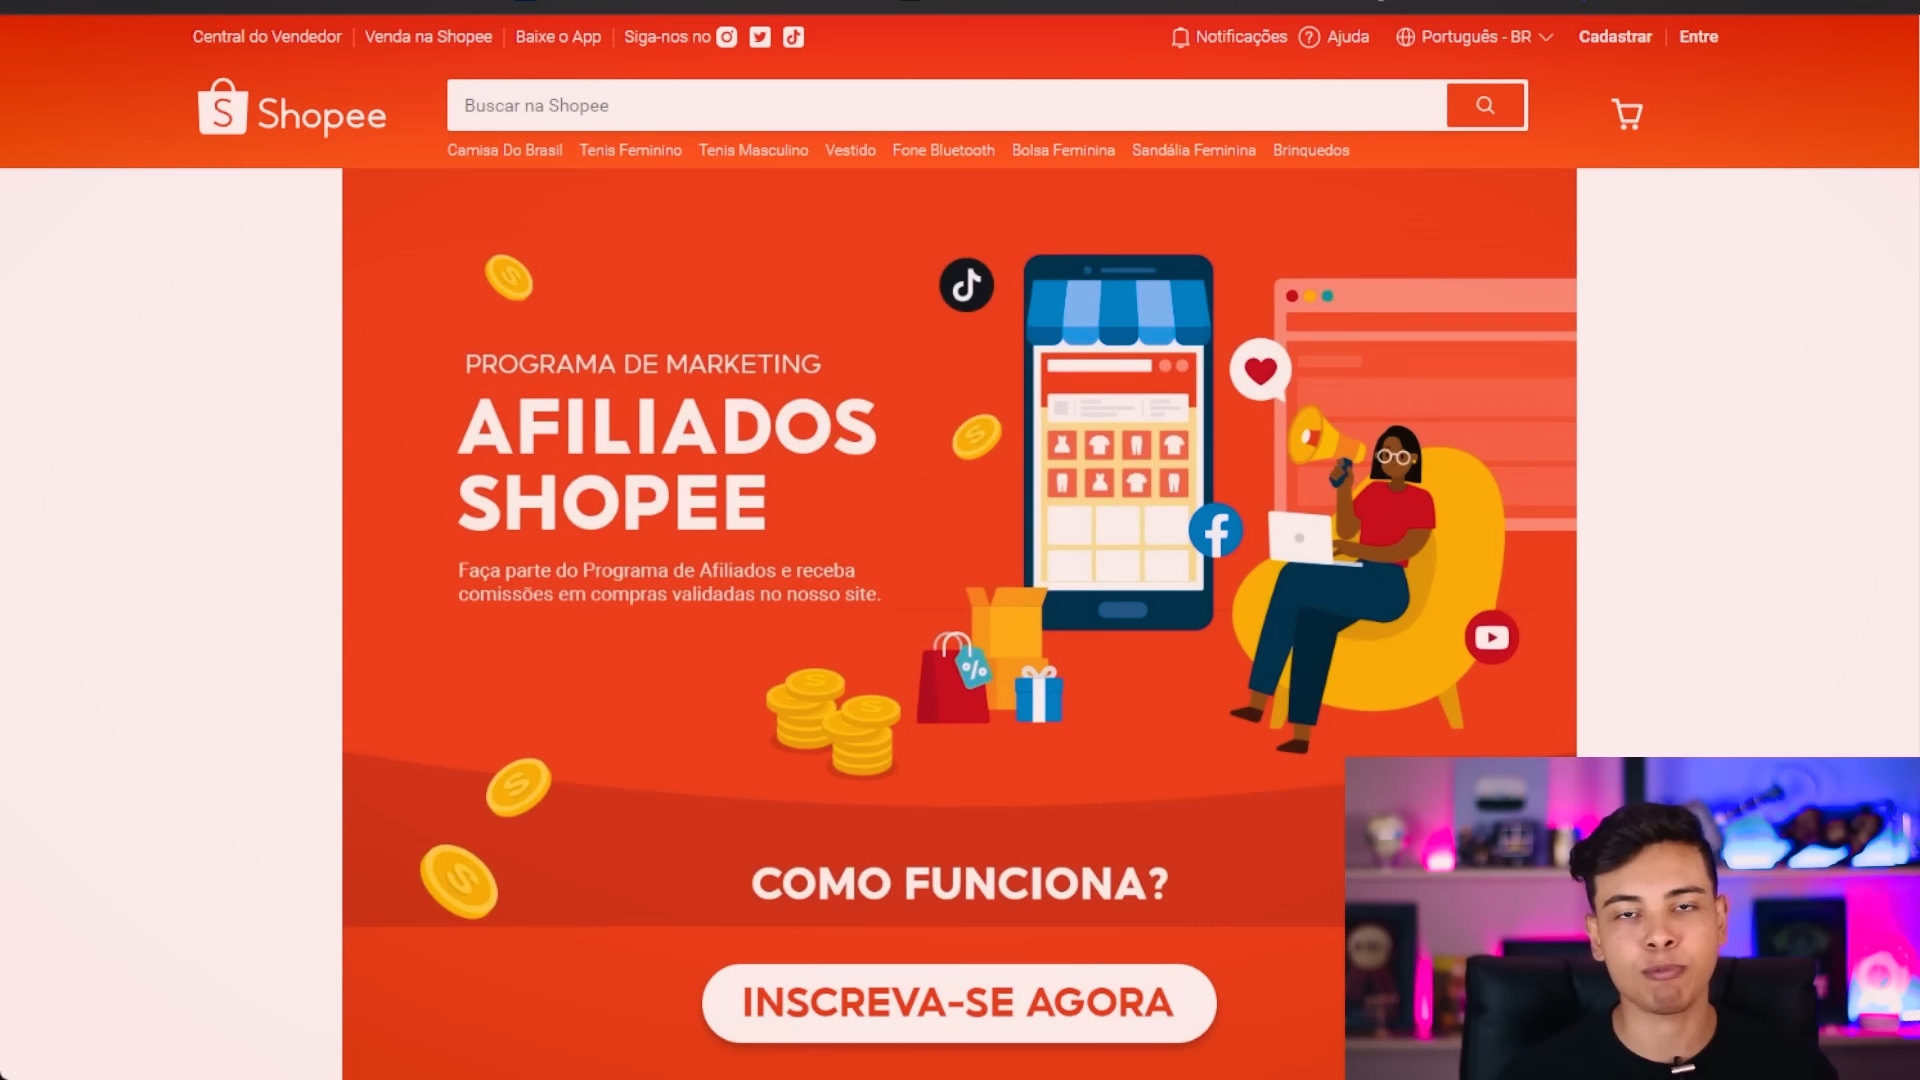 Central do Vendedor | Venda na Shopee | Baixe o App | Siga-nos no
Notificações Ajuda Português - BR Cadastrar | Entre
Shopee
Buscar na Shopee
Camisa Do Brasil Tenis Feminino Tenis Masculino Vestido Fone Bluetooth Bolsa Feminina Sandália Feminina Brinquedos
PROGRAMA DE MARKETING
AFILIADOS
SHOPEE
Faça parte do Programa de Afiliados e receba
comissões em compras validadas no nosso site.
COMO FUNCIONA?
INSCREVA-SE AGORA